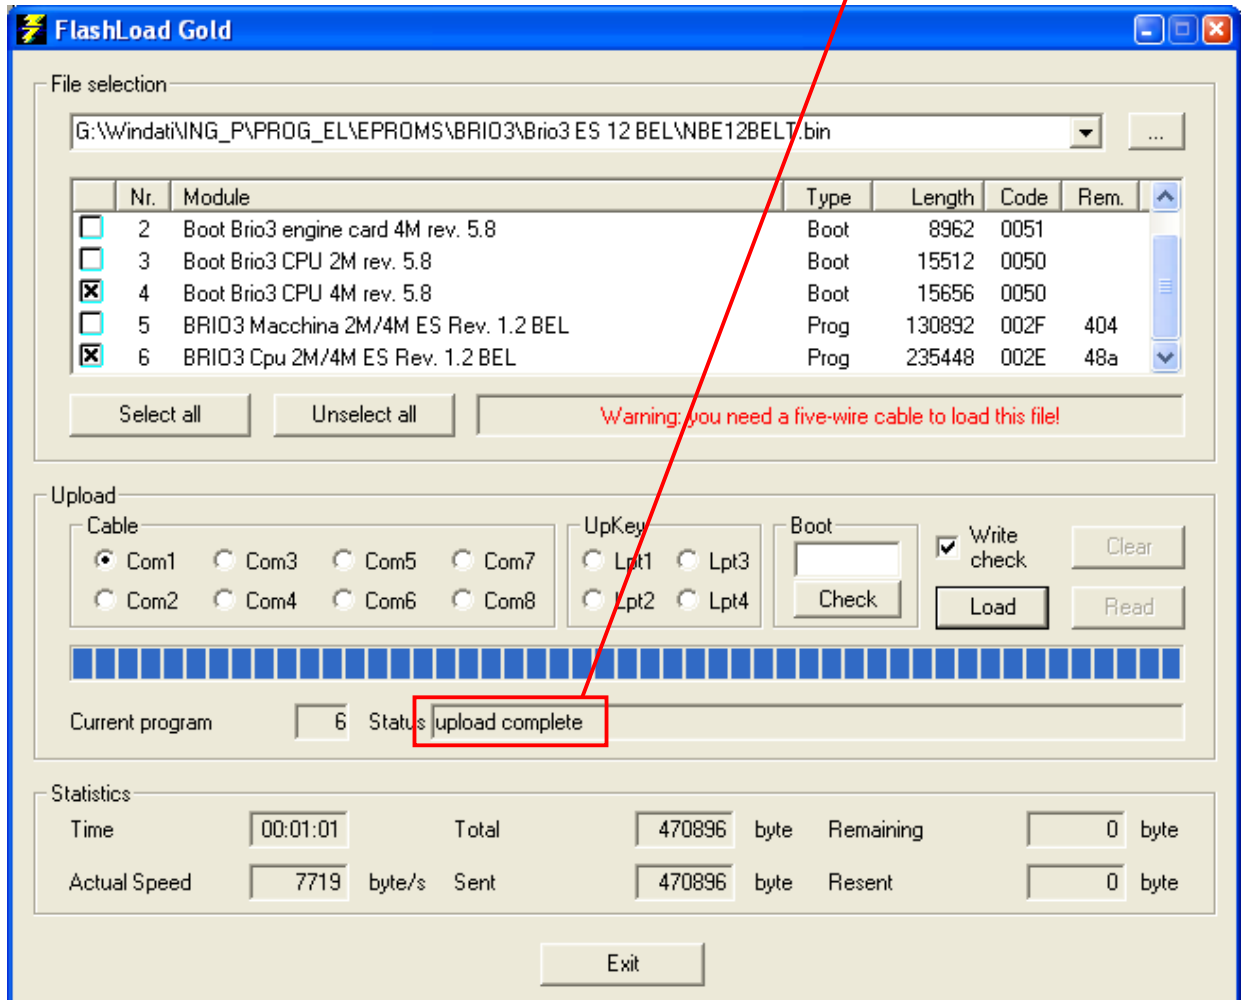 FlashLoad Gold
File selection
G:\Windati\ING_P\PROG_EL\EPROMS\BRIO3\Brio3 ES 12 BEL\NBE12BELT.bin
...
Nr. Module Type Length Code Rem.
2 Boot Brio3 engine card 4M rev. 5.8 Boot 8962 0051
3 Boot Brio3 CPU 2M rev. 5.8 Boot 15512 0050
4 Boot Brio3 CPU 4M rev. 5.8 Boot 15656 0050
5 BRIO3 Macchina 2M/4M ES Rev. 1.2 BEL Prog 130892 002F 404
6 BRIO3 Cpu 2M/4M ES Rev. 1.2 BEL Prog 235448 002E 48a
Select all Unselect all Warning: you need a five-wire cable to load this file!
Upload
Cable UpKey Boot
Com1 Com3 Com5 Com7 Lpt1 Lpt3 Write check Clear
Com2 Com4 Com6 Com8 Lpt2 Lpt4 Check Load Read
Current program 6 Status upload complete
Statistics
Time 00:01:01 Total 470896 byte Remaining 0 byte
Actual Speed 7719 byte/s Sent 470896 byte Resent 0 byte
Exit